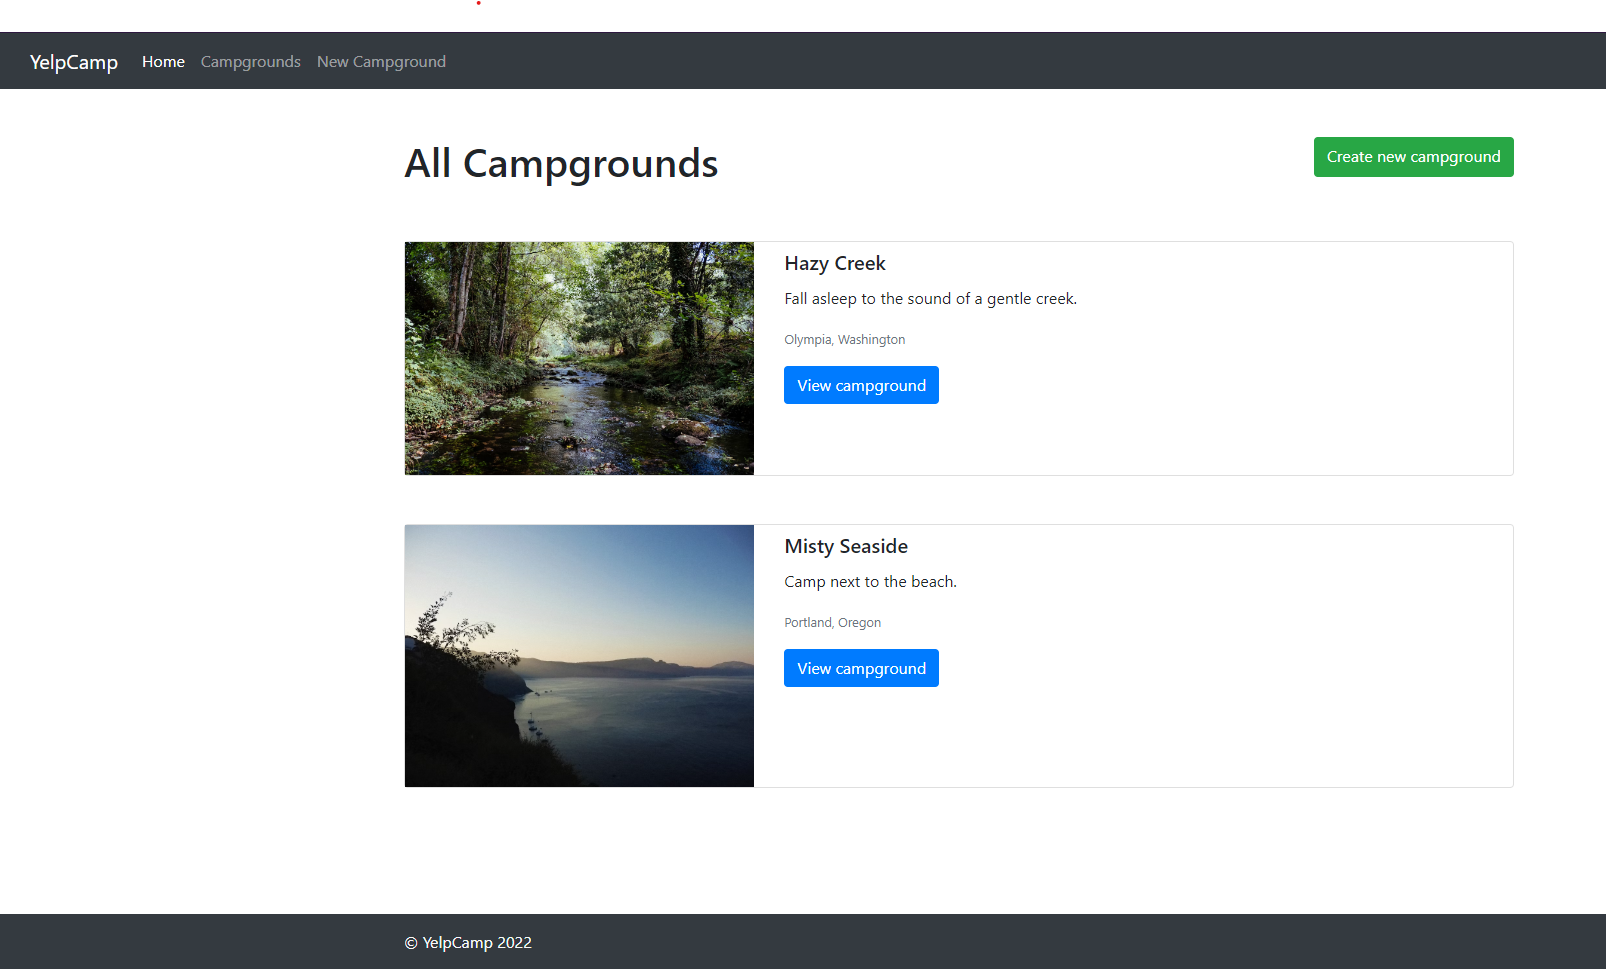 YelpCamp Home Campgrounds New Campground
All Campgrounds
Create new campground
Hazy Creek
Fall asleep to the sound of a gentle creek.
Olympia, Washington
View campground
Misty Seaside
Camp next to the beach.
Portland, Oregon
View campground
© YelpCamp 2022